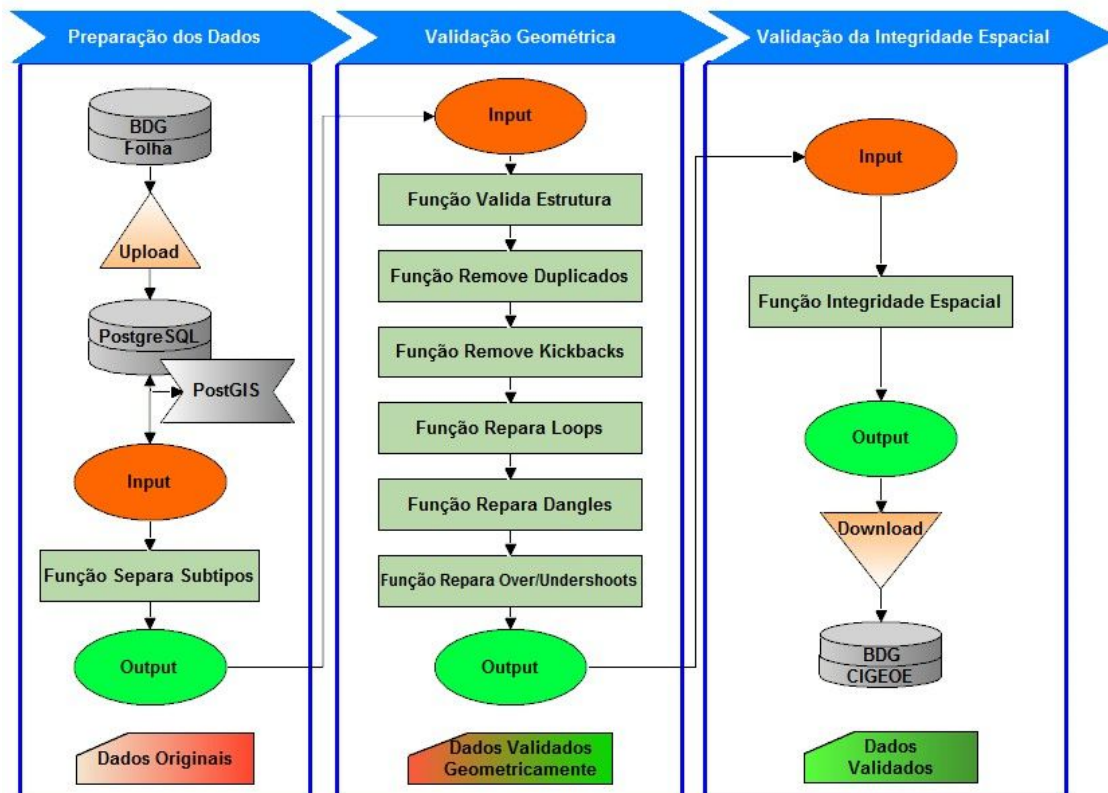 Preparação dos Dados
Validação Geométrica
Validação da Integridade Espacial
BDG
Folha
Upload
PostgreSQL
PostGIS
Input
Função Separa Subtipos
Output
Dados Originais
Input
Função Valida Estrutura
Função Remove Duplicados
Função Remove Kickbacks
Função Repara Loops
Função Repara Dangles
Função Repara Over/Undershoots
Output
Dados Validados
Geometricamente
Input
Função Integridade Espacial
Output
Download
BDG
CIGEOE
Dados
Validados